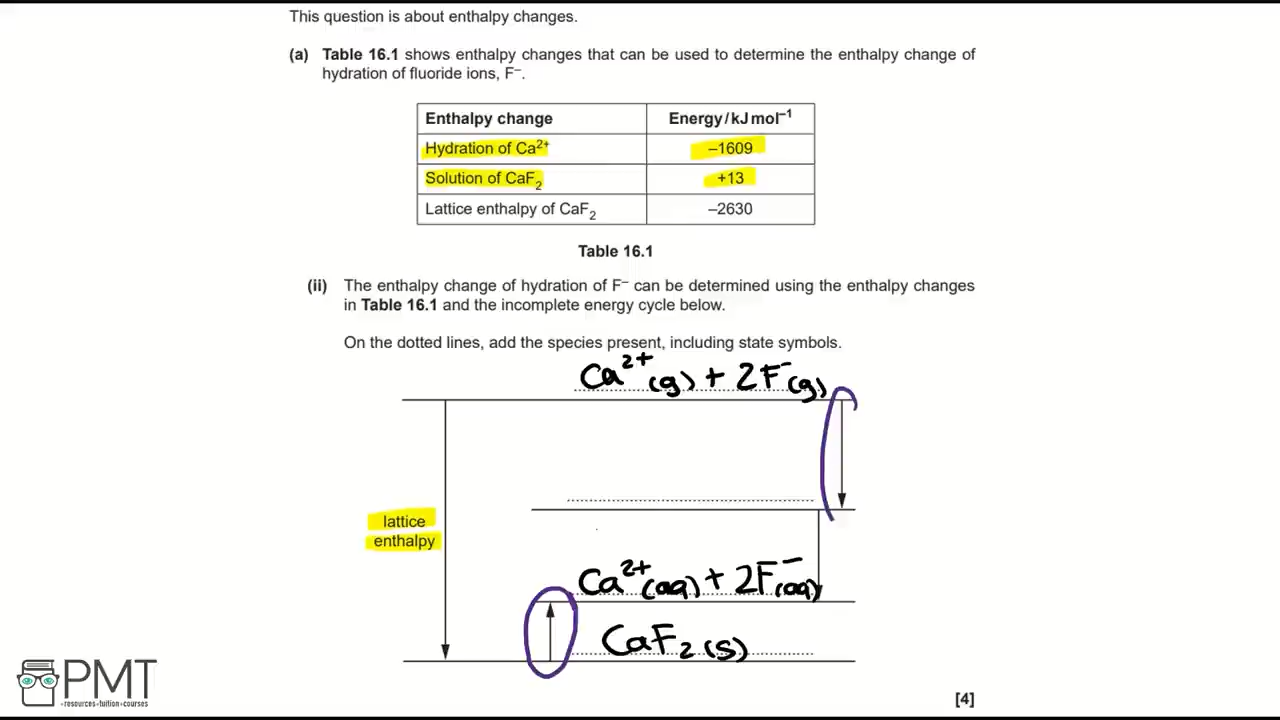 This question is about enthalpy changes.
(a) Table 16.1 shows enthalpy changes that can be used to determine the enthalpy change of
hydration of fluoride ions, F⁻.
Enthalpy change Energy/kJ mol⁻¹
Hydration of Ca²⁺ –1609
Solution of CaF₂ +13
Lattice enthalpy of CaF₂ –2630
Table 16.1
(ii) The enthalpy change of hydration of F⁻ can be determined using the enthalpy changes
in Table 16.1 and the incomplete energy cycle below.
On the dotted lines, add the species present, including state symbols.
Ca²⁺(g) + 2F⁻(g)
lattice
enthalpy
Ca²⁺(aq) + 2F⁻(aq)
CaF₂(s)
[4]
PMT
•resources•tuition•courses